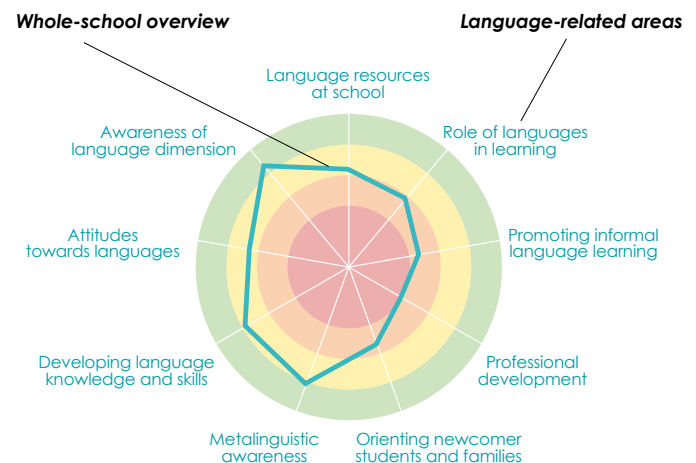 Whole-school overview
Language-related areas
Language resources
at school
Role of languages
in learning
Promoting informal
language learning
Professional
development
Orienting newcomer
students and families
Metalinguistic
awareness
Developing language
knowledge and skills
Attitudes
towards languages
Awareness of
language dimension